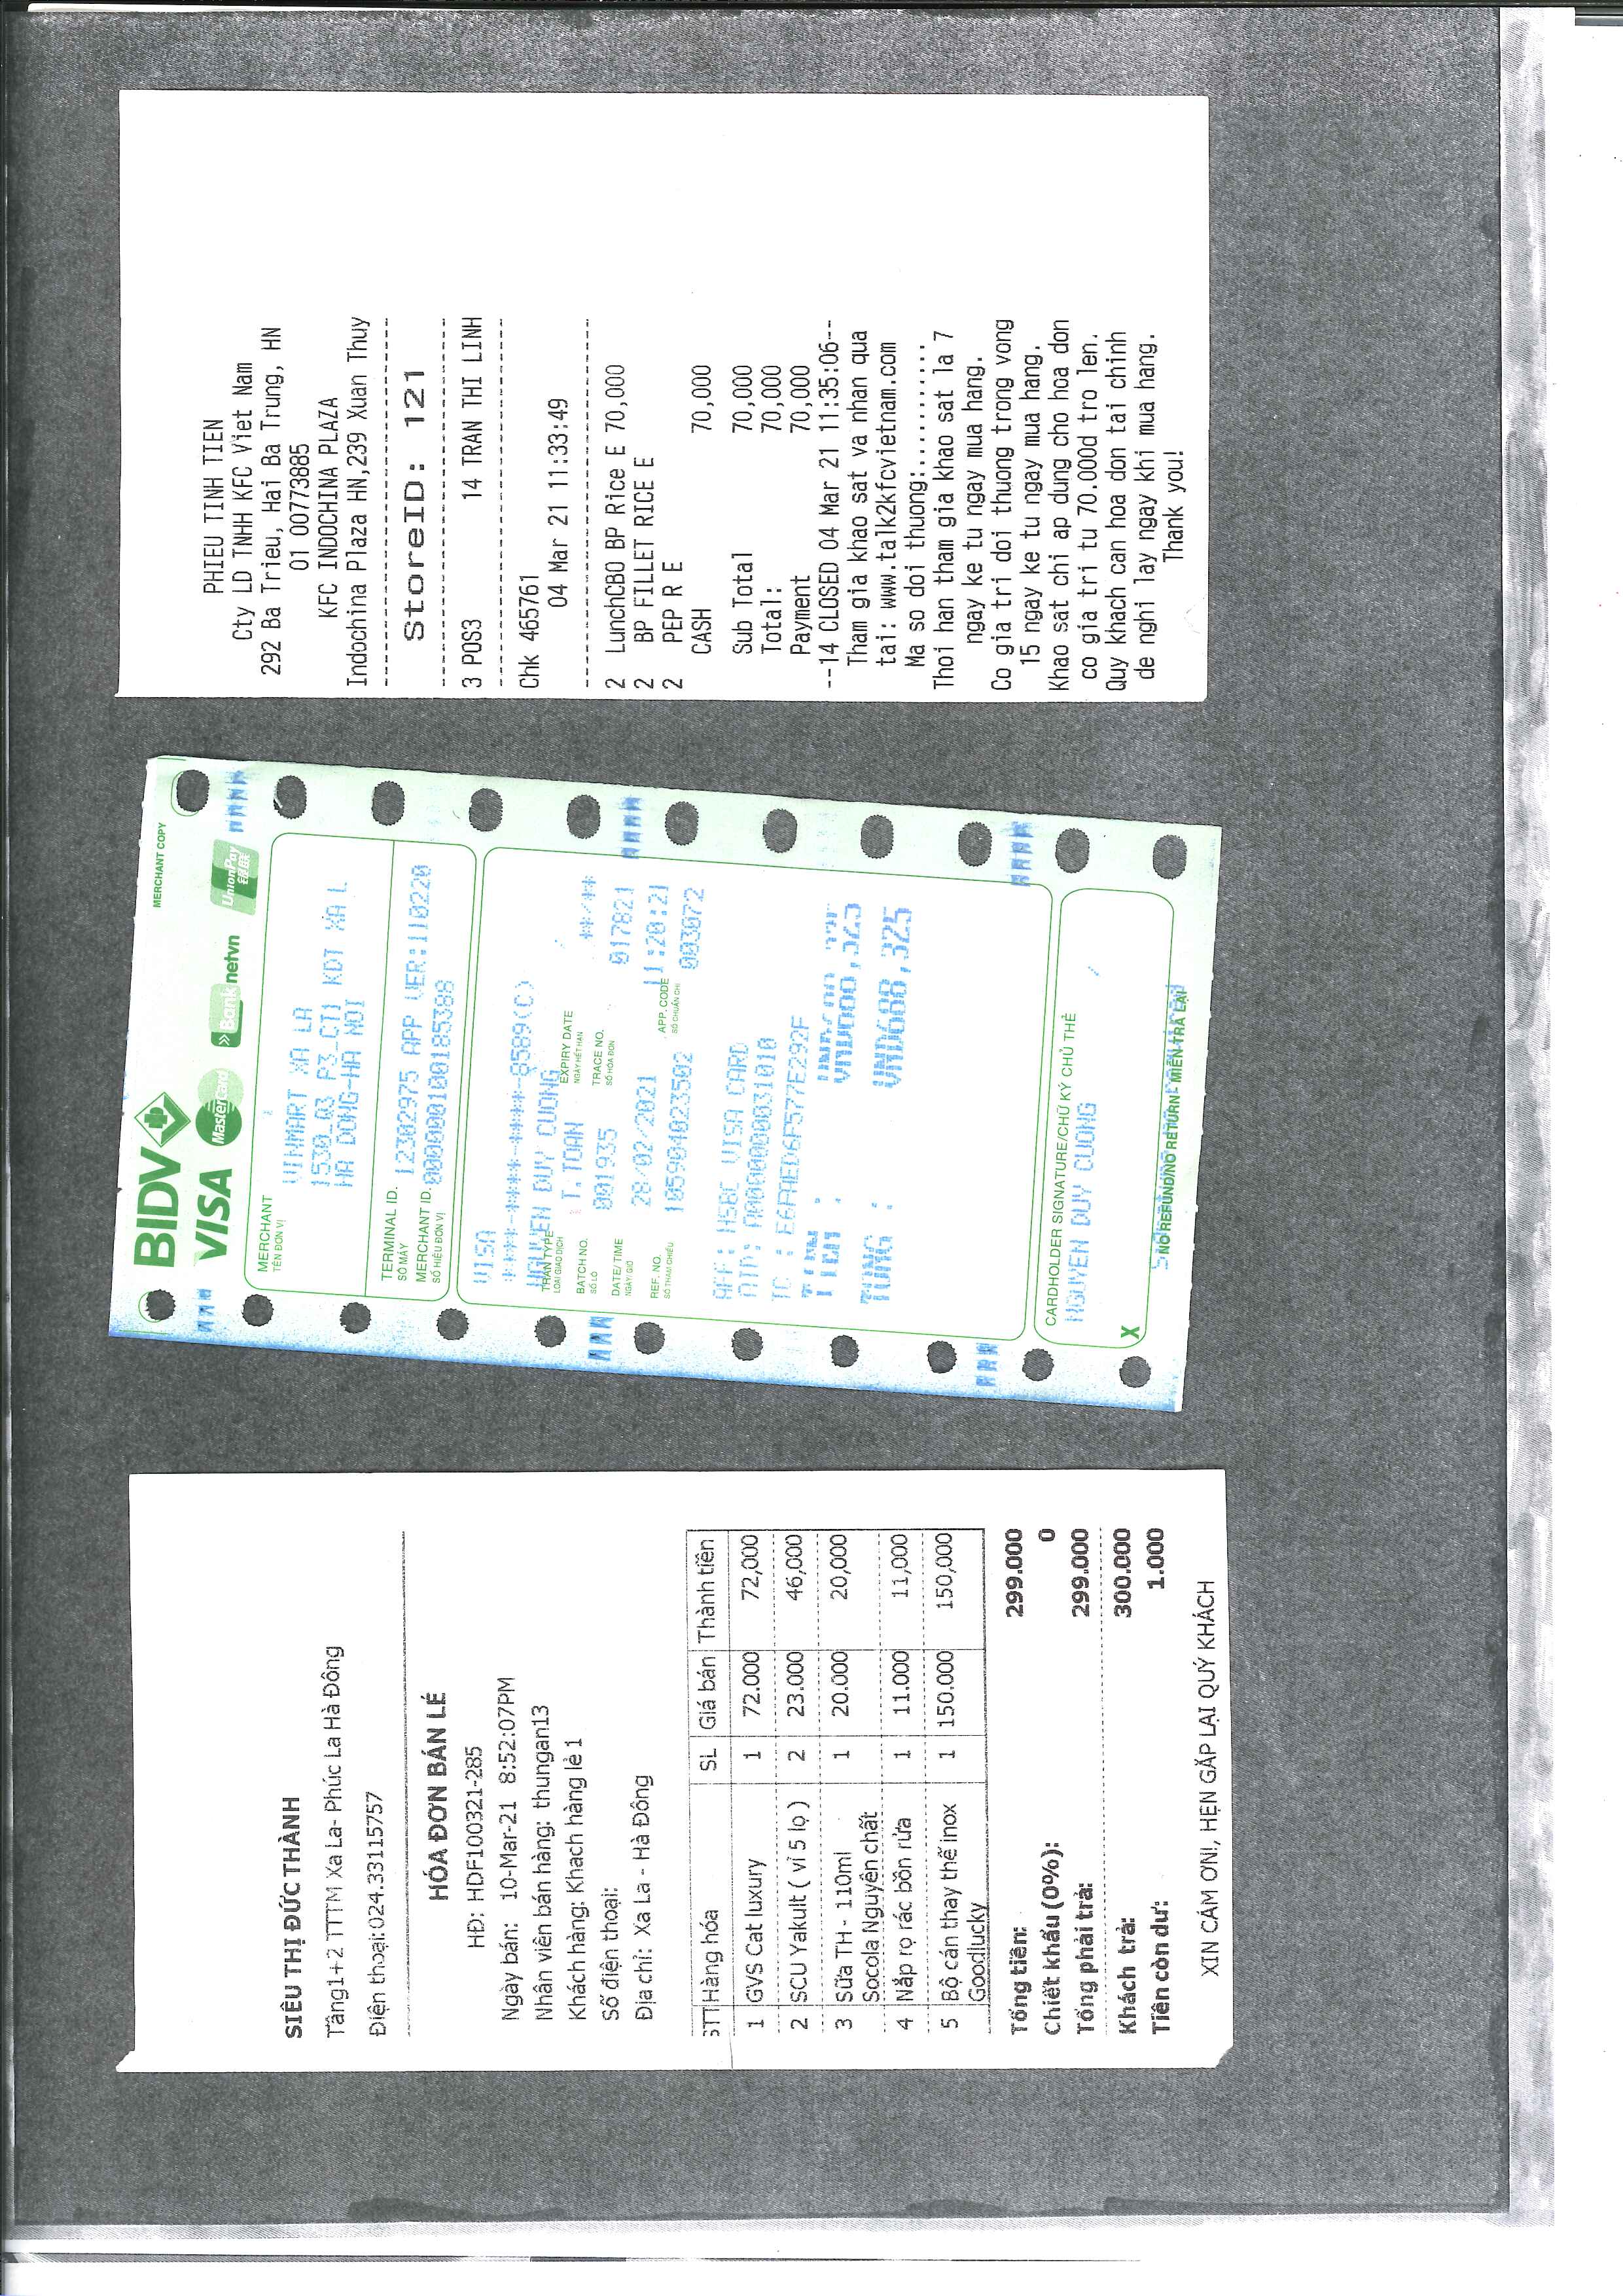 SIÊU THỊ ĐỨC THÀNH
Tầng1+2 TTTM Xa La- Phúc La Hà Đông
Điện thoại:024.33115757
HÓA ĐƠN BÁN LẺ
HĐ: HDF100321-285
Ngày bán: 10-Mar-21 8:52:07PM
Nhân viên bán hàng: thungan13
Khách hàng: Khach hàng lẻ 1
Số điện thoại:
Địa chỉ: Xa La - Hà Đông
STT Hàng hóa SL Giá bán Thành tiền
1 GVS Cat luxury 1 72.000 72,000
2 SCU Yakult ( vỉ 5 lọ ) 2 23.000 46,000
3 Sữa TH - 110ml 1 20.000 20,000
Socola Nguyên chất
4 Nắp rọ rác bồn rửa 1 11.000 11,000
5 Bộ cán thay thế inox 1 150.000 150,000
Goodlucky
Tổng tiền: 299.000
Chiết khấu (0%): 0
Tổng phải trả: 299.000
Khách trả: 300.000
Tiền còn dư: 1.000
XIN CẢM ƠN!, HẸN GẶP LẠI QUÝ KHÁCH
MERCHANT COPY
BIDV
VISA MasterCard Banknetvn UnionPay 银联
MERCHANT
TÊN ĐƠN VỊ
VINMART XA LA
1530_Q3 P3-CT1 KDT XA L
HA DONG-HA NOI
TERMINAL ID. 12302975 APP VER:110220
SỐ MÁY
MERCHANT ID. 000000100185388
SỐ HIỆU ĐƠN VỊ
VISA
****-****-****-8589(C)
NGUYEN DUY CUONG
TRAN TYPE T.TOAN EXPIRY DATE **/**
LOẠI GIAO DỊCH NGÀY HẾT HẠN
BATCH NO. 001935 TRACE NO. 017821
SỐ LÔ SỐ HÓA ĐƠN
DATE/TIME 28/02/2021 :20:21
NGÀY/GIỜ
REF. NO. 105904023502 APP. CODE 003072
SỐ THAM CHIẾU SỐ CHUẨN CHI
APP: HSBC VISA CARD
AID: A0000000031010
TC : E6AED6F577E292F
TIEN :
TONG : VND688,325
CARDHOLDER SIGNATURE/CHỮ KÝ CHỦ THẺ
NGUYEN DUY CUONG
X
NO REFUND/NO RETURN - MIỄN TRẢ LẠI
PHIEU TINH TIEN
Cty LD TNHH KFC Viet Nam
292 Ba Trieu, Hai Ba Trung, HN
01 00773885
KFC INDOCHINA PLAZA
Indochina Plaza HN,239 Xuan Thuy
StoreID: 121
3 POS3 14 TRAN THI LINH
Chk 465761
04 Mar 21 11:33:49
2 LunchCBO BP Rice E 70,000
2 BP FILLET RICE E
2 PEP R E
CASH 70,000
Sub Total 70,000
Total: 70,000
Payment 70,000
--14 CLOSED 04 Mar 21 11:35:06--
Tham gia khao sat va nhan qua
tai: www.talk2kfcvietnam.com
Ma so doi thuong:...........
Thoi han tham gia khao sat la 7
ngay ke tu ngay mua hang.
Co gia tri doi thuong trong vong
15 ngay ke tu ngay mua hang.
Khao sat chi ap dung cho hoa don
co gia tri tu 70.000d tro len.
Quy khach can hoa don tai chinh
de nghi lay ngay khi mua hang.
Thank you!